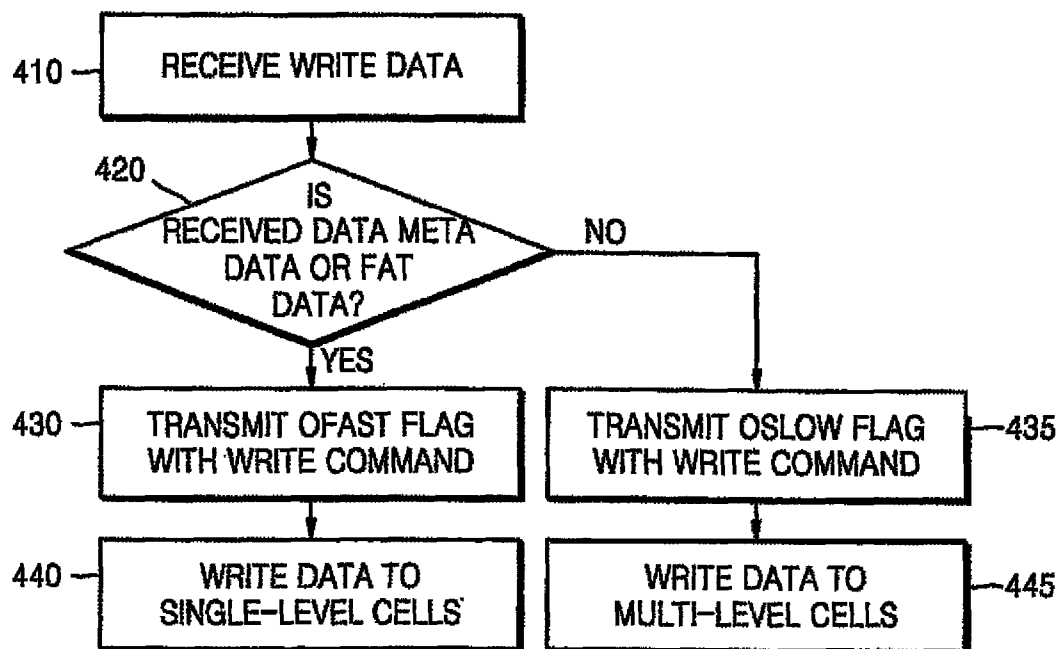 410
RECEIVE WRITE DATA
420
IS
RECEIVED DATA META
DATA OR FAT
DATA?
NO
YES
430
TRANSMIT OFAST FLAG
WITH WRITE COMMAND
TRANSMIT OSLOW FLAG
WITH WRITE COMMAND
435
440
WRITE DATA TO
SINGLE-LEVEL CELLS
WRITE DATA TO
MULTI-LEVEL CELLS
445